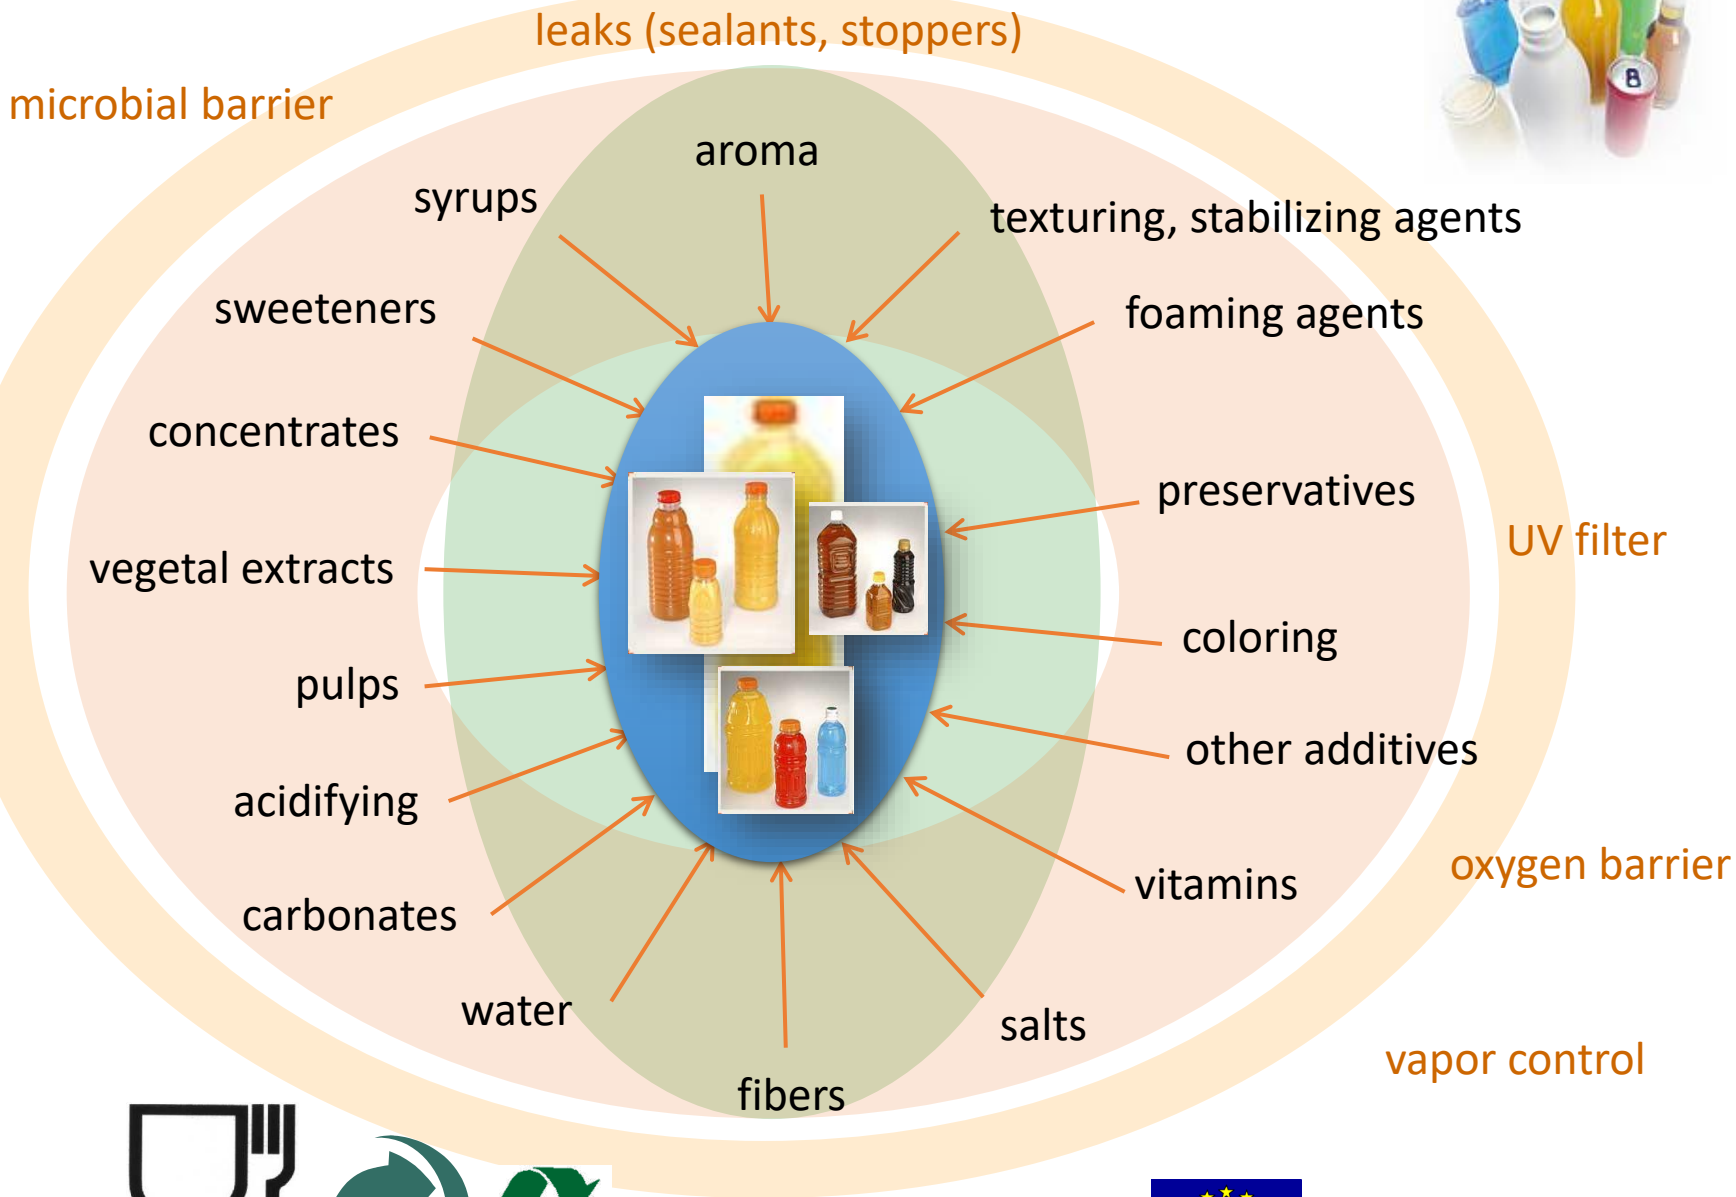 leaks (sealants, stoppers)
microbial barrier
aroma
syrups
texturing, stabilizing agents
sweeteners
foaming agents
concentrates
preservatives
UV filter
vegetal extracts
coloring
pulps
other additives
acidifying
oxygen barrier
vitamins
carbonates
water
salts
vapor control
fibers